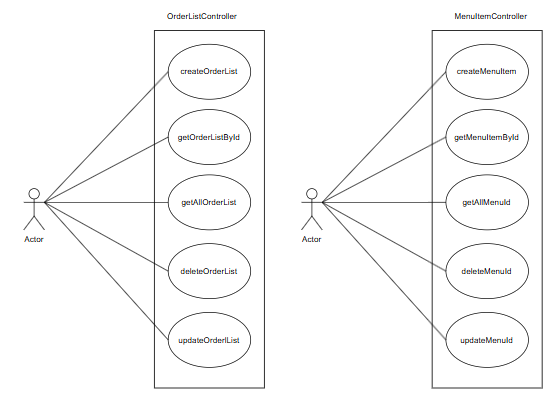 OrderListController
createOrderList
getOrderListById
getAllOrderList
deleteOrderList
updateOrderlList
Actor
MenuItemController
createMenuItem
getMenuItemById
getAllMenuId
deleteMenuId
updateMenuId
Actor